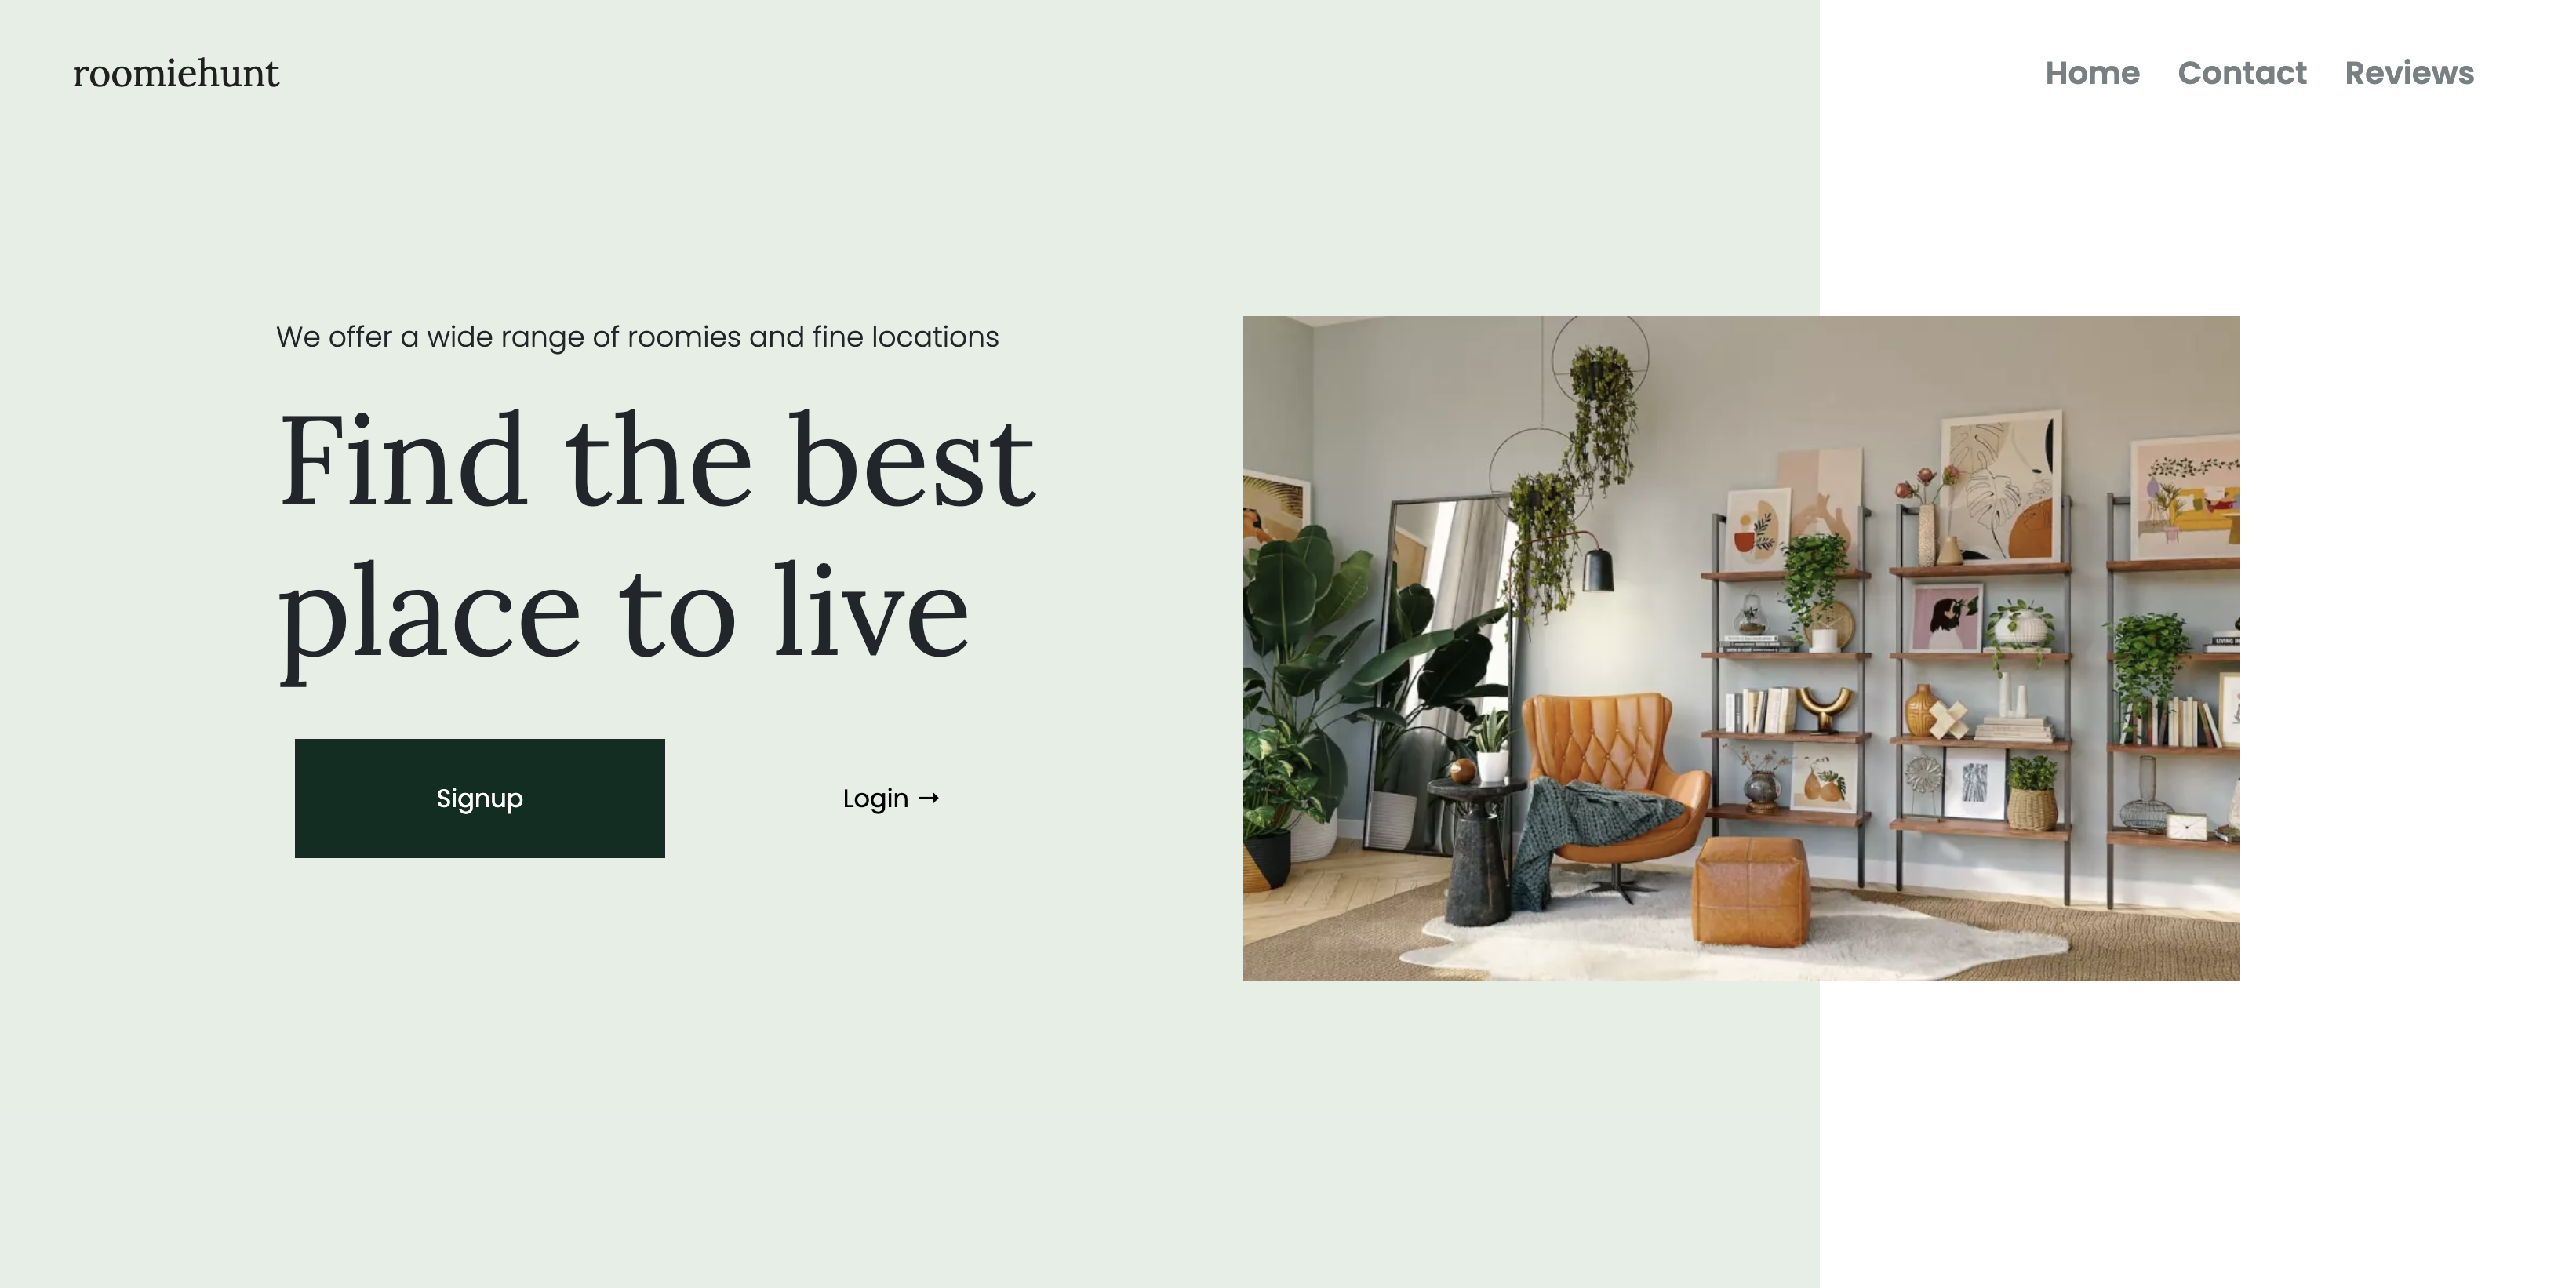 roomiehunt
Home Contact Reviews
We offer a wide range of roomies and fine locations
Find the best
place to live
Signup
Login →